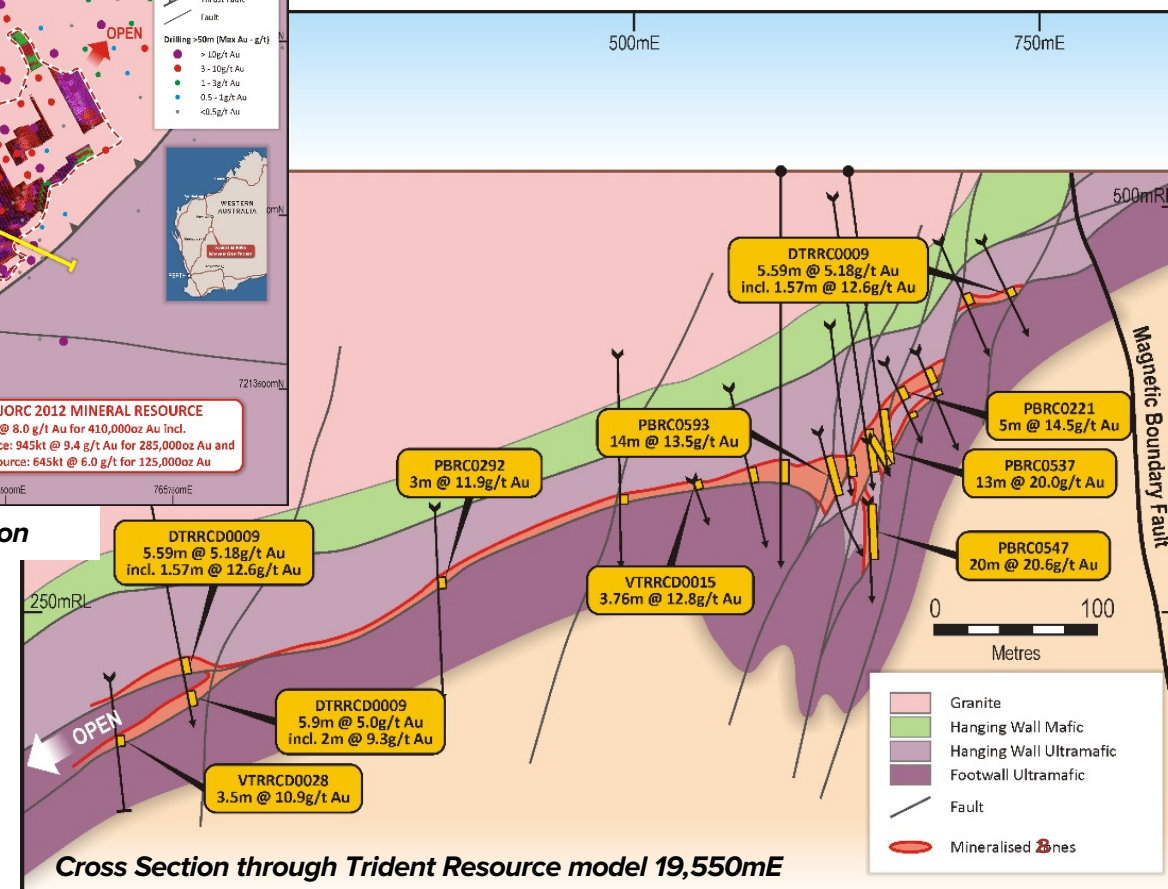 Thrust Fault
Fault
Drilling >50m (Max Au - g/t)
> 10g/t Au
3 - 10g/t Au
1 - 3g/t Au
0.5 - 1g/t Au
<0.5g/t Au
OPEN
WESTERN
AUSTRALIA
PERTH
7213600mN
JORC 2012 MINERAL RESOURCE
@ 8.0 g/t Au for 410,000oz Au incl.
ce: 945kt @ 9.4 g/t Au for 285,000oz Au and
ource: 645kt @ 6.0 g/t for 125,000oz Au
on
500mE
750mE
500mRL
250mRL
DTRRC0009
5.59m @ 5.18g/t Au
incl. 1.57m @ 12.6g/t Au
PBRC0593
14m @ 13.5g/t Au
PBRC0221
5m @ 14.5g/t Au
PBRC0292
3m @ 11.9g/t Au
PBRC0537
13m @ 20.0g/t Au
DTRRCD0009
5.59m @ 5.18g/t Au
incl. 1.57m @ 12.6g/t Au
VTRRCD0015
3.76m @ 12.8g/t Au
PBRC0547
20m @ 20.6g/t Au
Magnetic Boundary Fault
0 100
Metres
DTRRCD0009
5.9m @ 5.0g/t Au
incl. 2m @ 9.3g/t Au
OPEN
VTRRCD0028
3.5m @ 10.9g/t Au
Granite
Hanging Wall Mafic
Hanging Wall Ultramafic
Footwall Ultramafic
Fault
Mineralised Zones
8
Cross Section through Trident Resource model 19,550mE